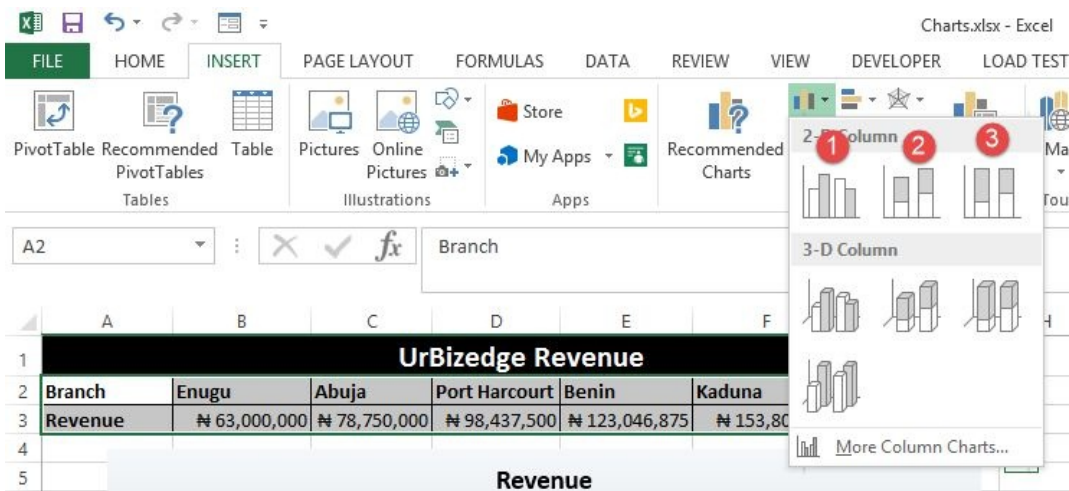 Charts.xlsx - Excel
FILE HOME INSERT PAGE LAYOUT FORMULAS DATA REVIEW VIEW DEVELOPER LOAD TEST
PivotTable Recommended PivotTables Table
Tables
Pictures Online Pictures
Illustrations
Store
My Apps
Apps
Recommended Charts
2-D Column
1 2 3
3-D Column
More Column Charts...
A2 fx Branch
A B C D E F H
1 UrBizedge Revenue
2 Branch Enugu Abuja Port Harcourt Benin Kaduna
3 Revenue ₦ 63,000,000 ₦ 78,750,000 ₦ 98,437,500 ₦ 123,046,875 ₦ 153,80
4
5 Revenue